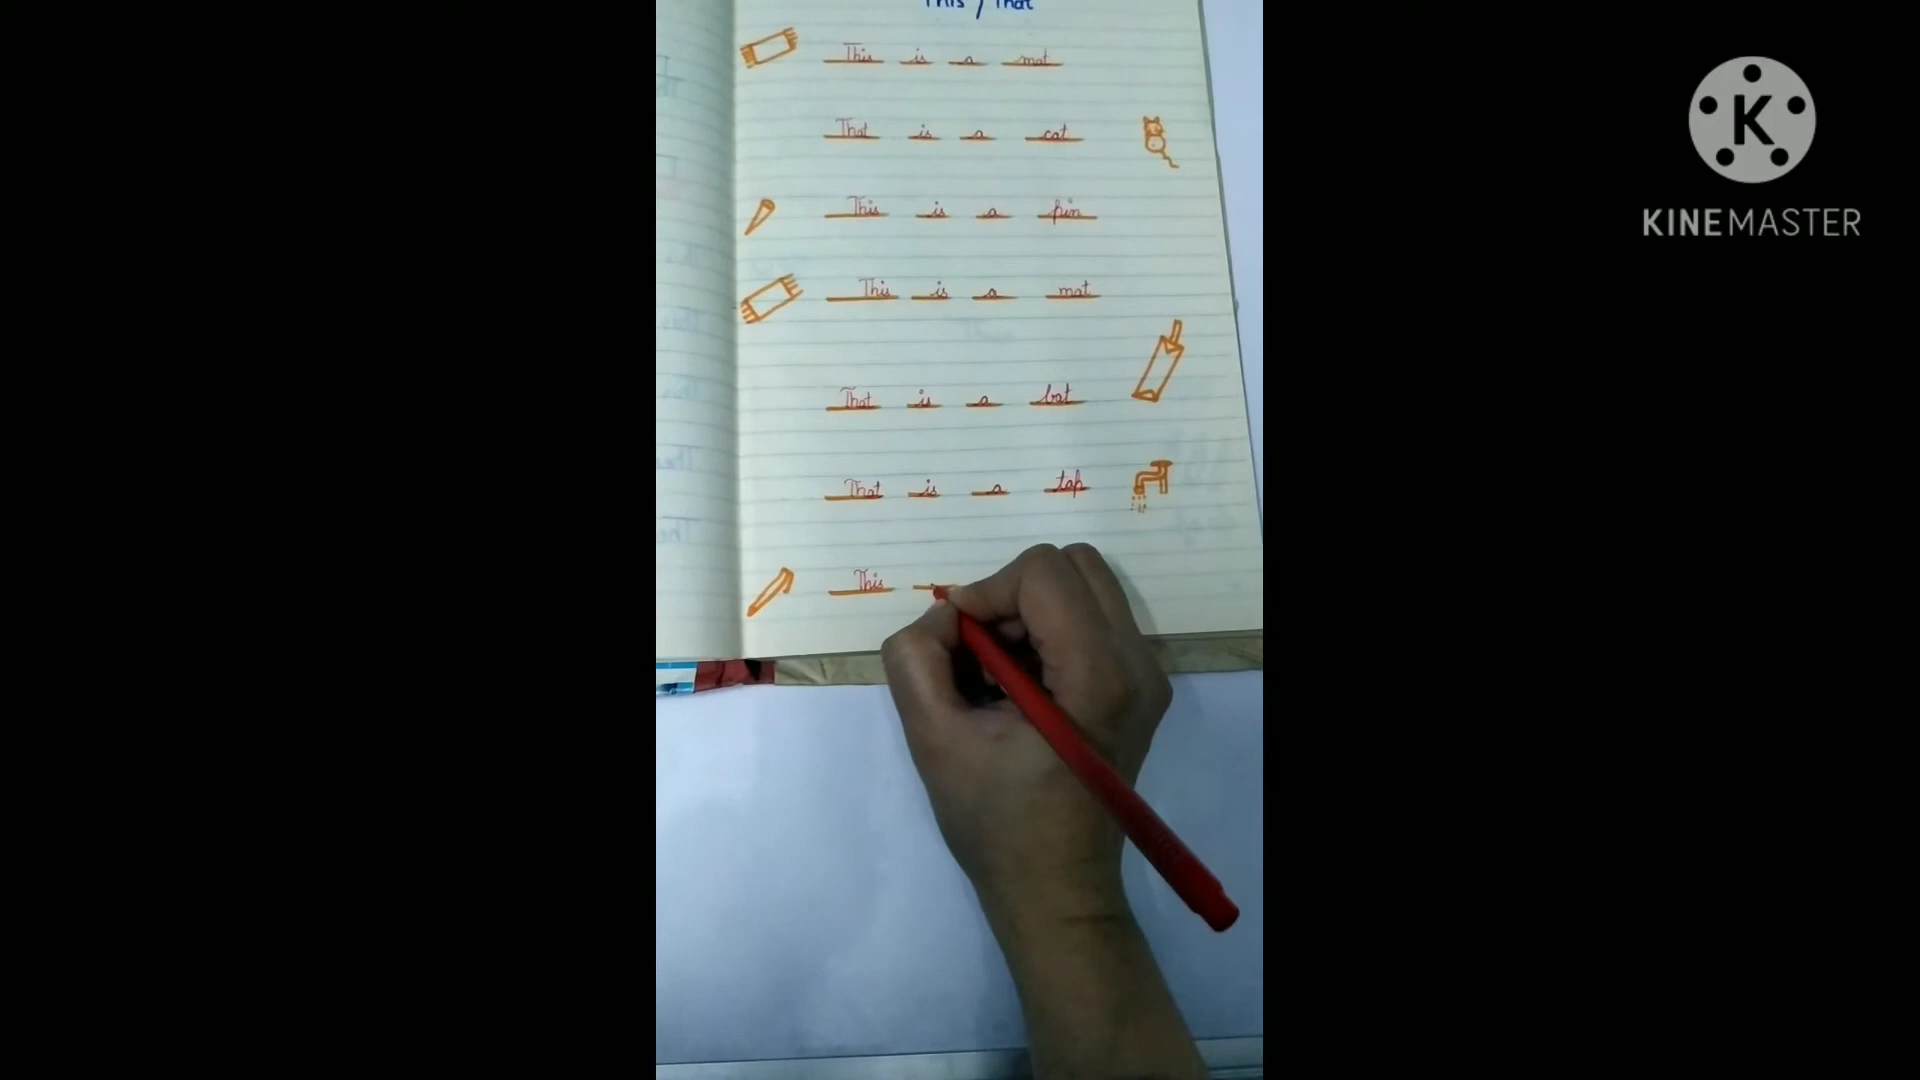 This / That
This is a mat
That is a cat
This is a pin
This is a mat
That is a bat
That is a tap
This
KINEMASTER